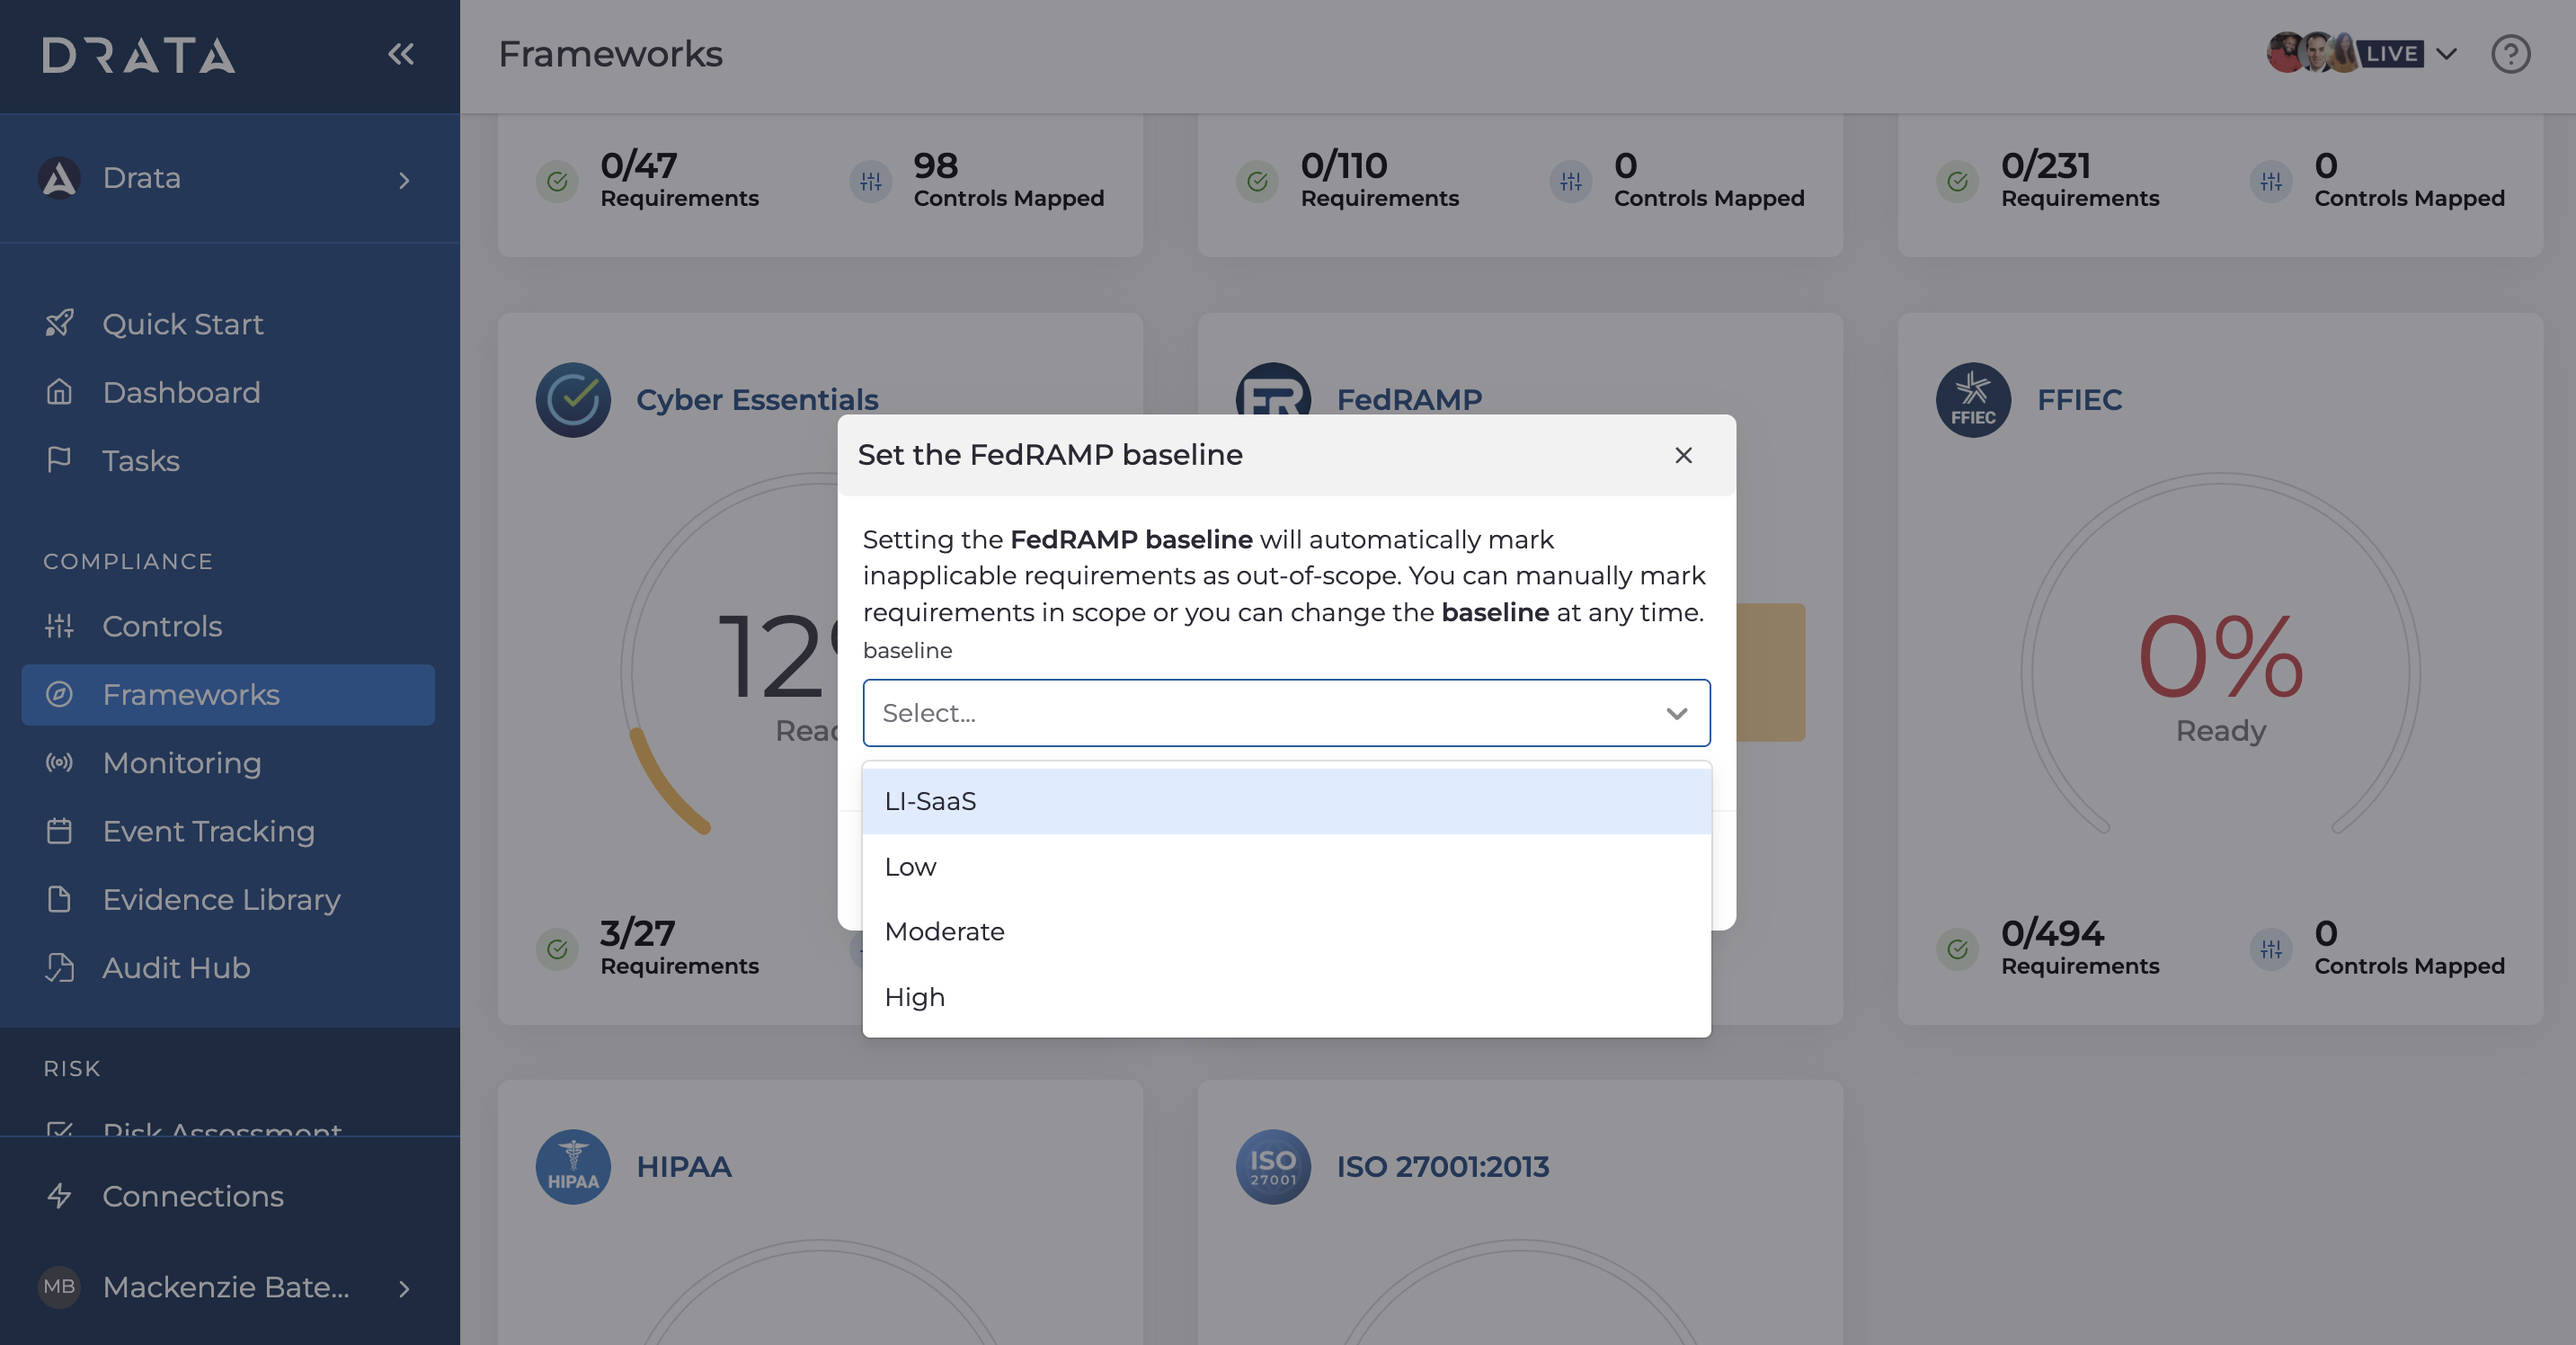 DRATA
Drata
Quick Start
Dashboard
Tasks
COMPLIANCE
Controls
Frameworks
Monitoring
Event Tracking
Evidence Library
Audit Hub
RISK
Risk Assessment
Connections
MB Mackenzie Bate...
Frameworks
LIVE
?
0/47
Requirements
98
Controls Mapped
0/110
Requirements
0
Controls Mapped
0/231
Requirements
0
Controls Mapped
Cyber Essentials
12%
Ready
3/27
Requirements
FR
FedRAMP
FFIEC
FFIEC
0%
Ready
0/494
Requirements
0
Controls Mapped
Set the FedRAMP baseline
Setting the FedRAMP baseline will automatically mark
inapplicable requirements as out-of-scope. You can manually mark
requirements in scope or you can change the baseline at any time.
baseline
Select...
LI-SaaS
Low
Moderate
High
HIPAA
HIPAA
ISO
27001
ISO 27001:2013